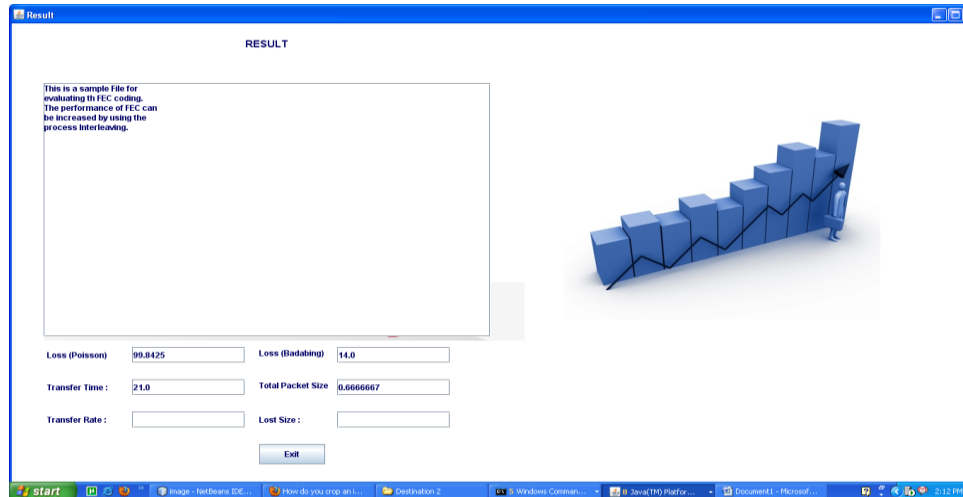 Result
RESULT
This is a sample File for
evaluating th FEC coding.
The performance of FEC can
be increased by using the
process Interleaving.
Loss (Poisson) 99.8425 Loss (Badabing) 14.0
Transfer Time : 21.0 Total Packet Size 0.6666667
Transfer Rate : Lost Size :
Exit
start image - NetBeans IDE... How do you crop an i... Destination 2 5 Windows Comman... 8 Java(TM) Platfor... Document1 - Microsof... 2:12 PM